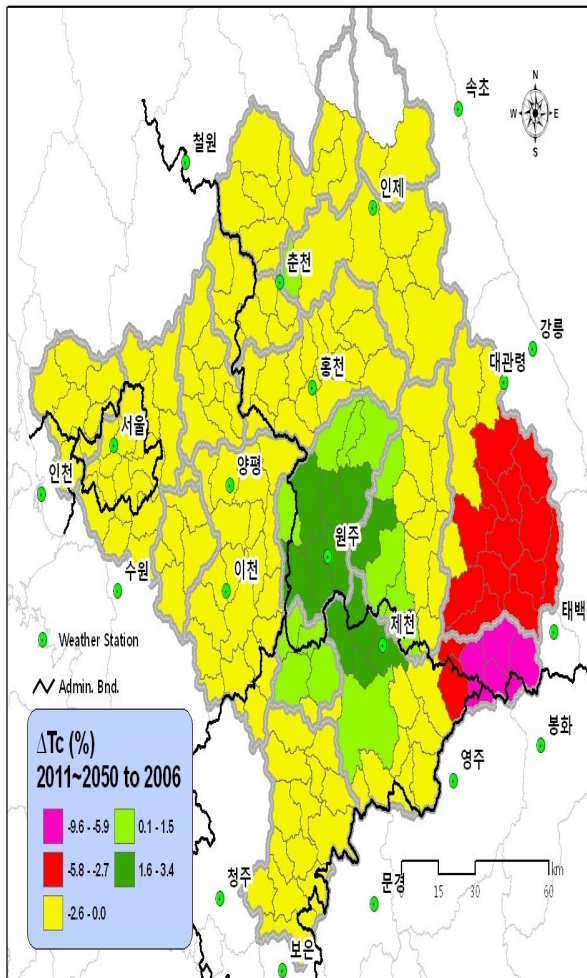 속초
N
W
E
S
철원
인제
춘천
강릉
대관령
홍천
서울
인천
양평
원주
수원
이천
태백
제천
Weather Station
Admin. Bnd.
봉화
영주
∆Tc (%)
2011~2050 to 2006
-9.6 - -5.9
0.1 - 1.5
-5.8 - -2.7
1.6 - 3.4
-2.6 - 0.0
km
0 15 30 60
청주
문경
보은